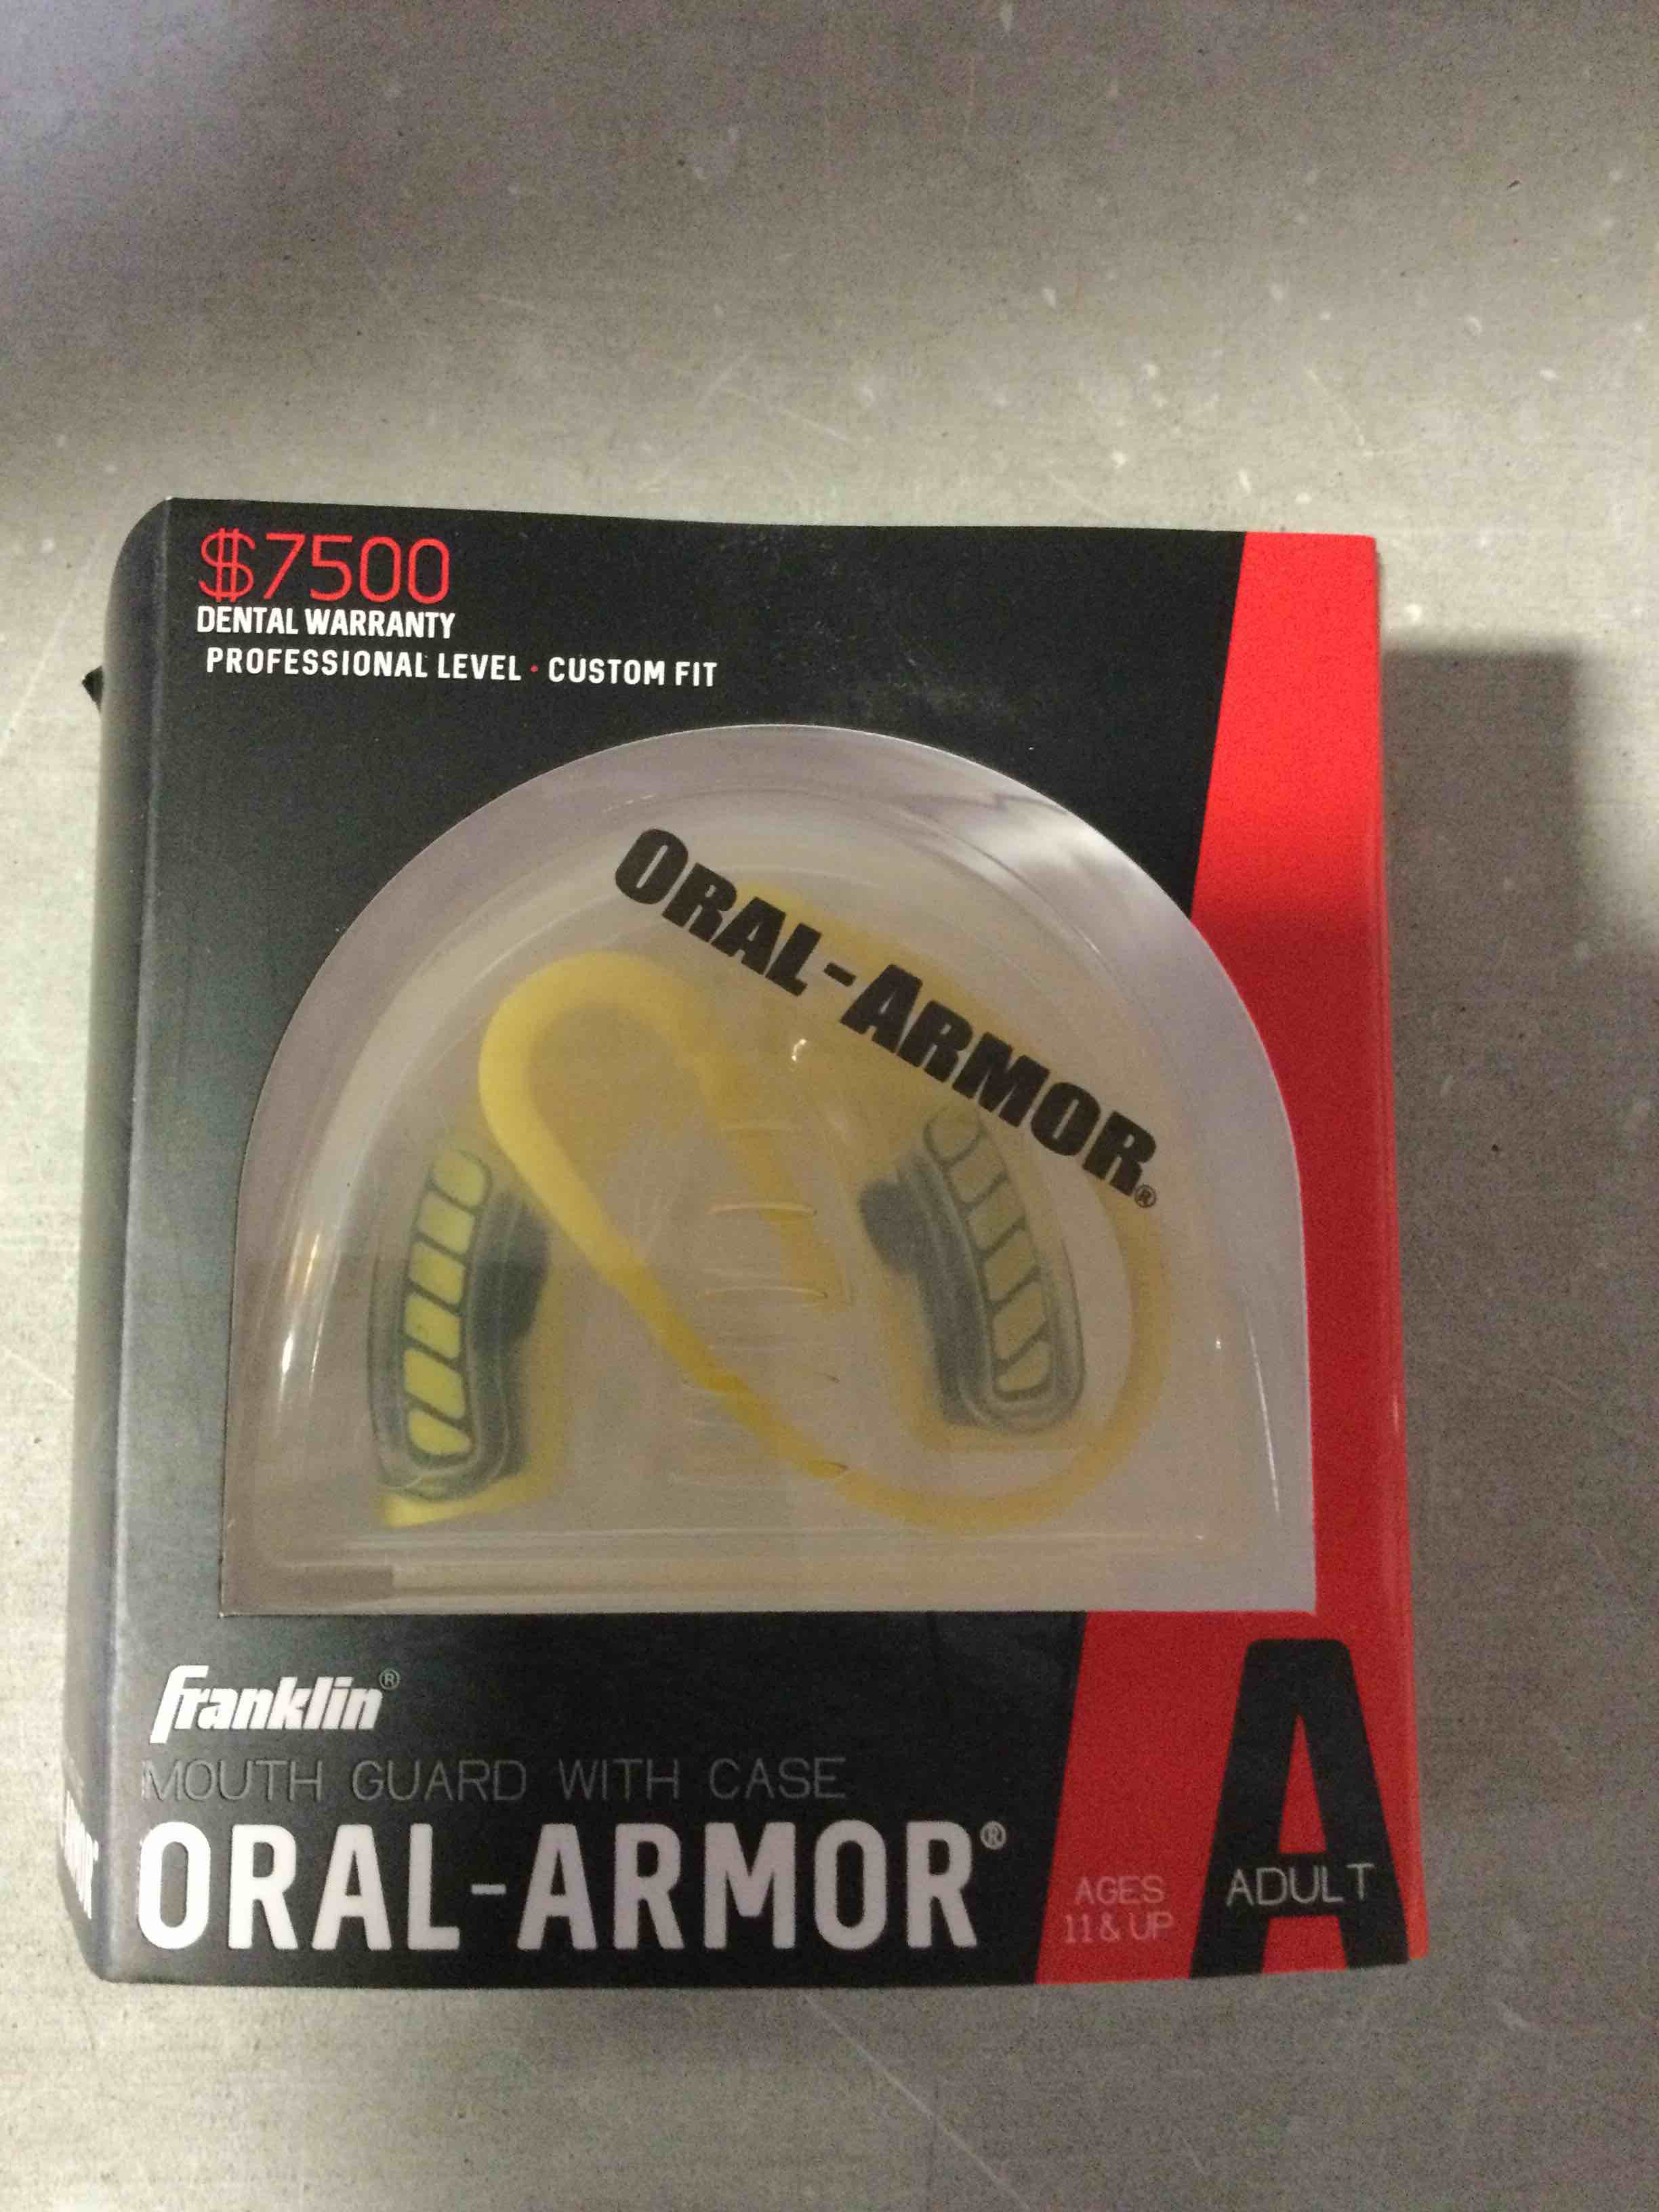 $7500
DENTAL WARRANTY
PROFESSIONAL LEVEL · CUSTOM FIT
ORAL-ARMOR®
Franklin®
MOUTH GUARD WITH CASE
ORAL-ARMOR®
AGES
11 & UP
A
ADULT